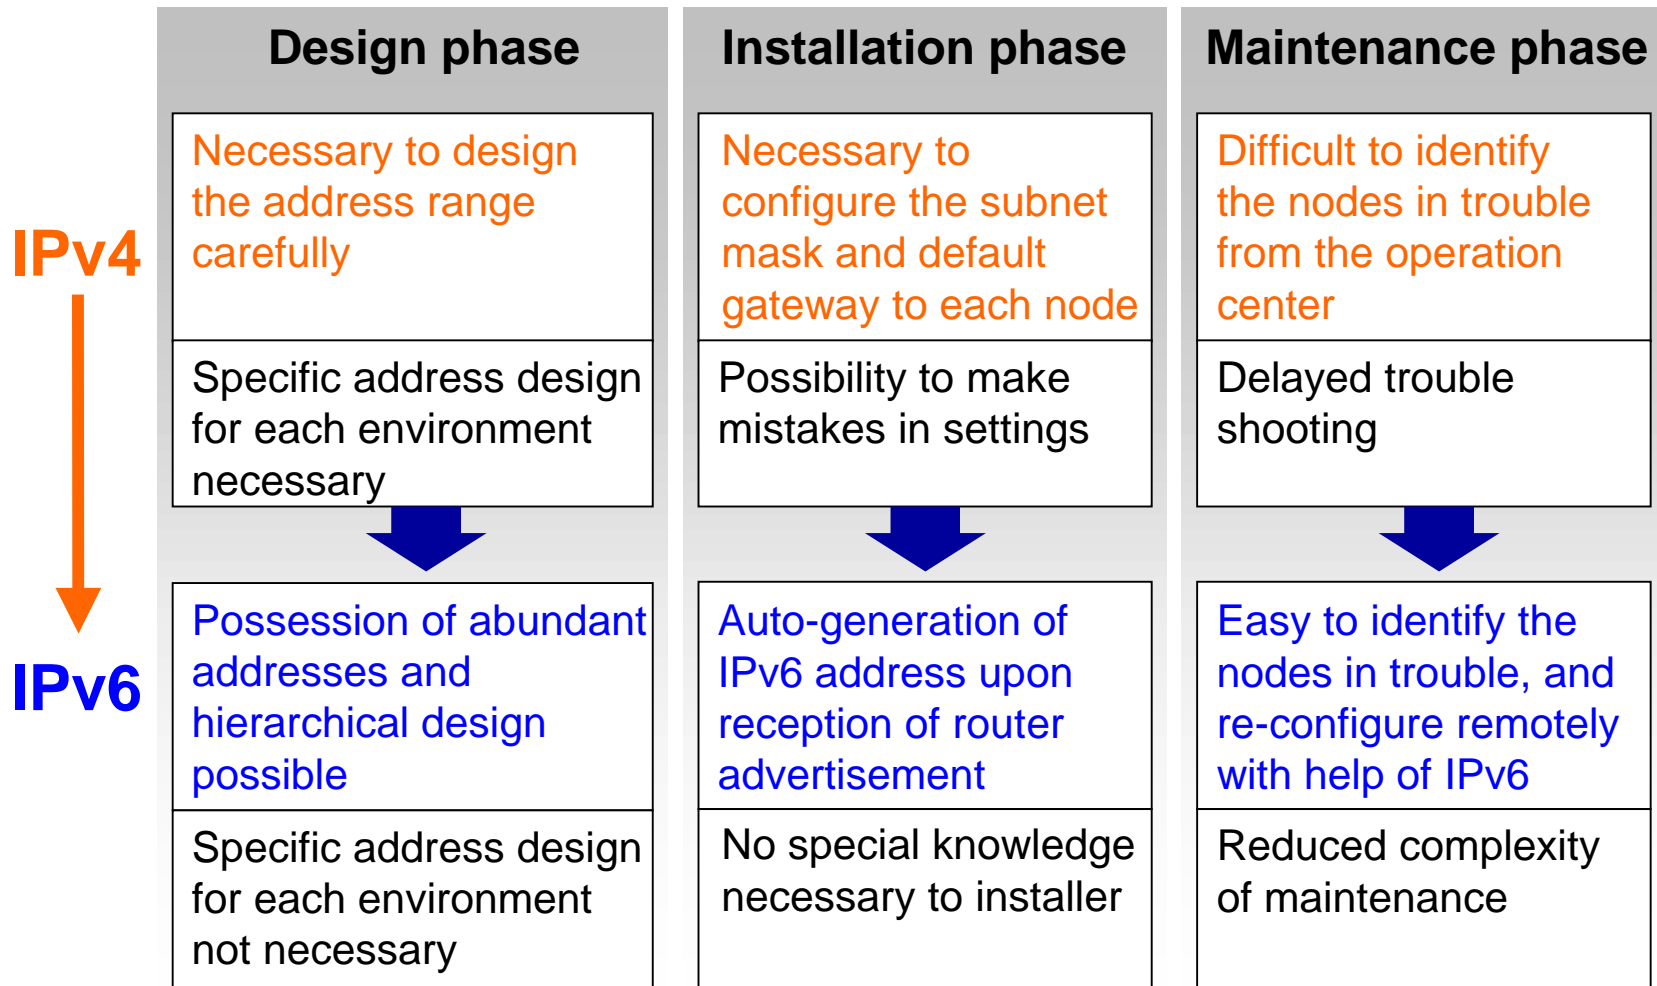 Design phase
Installation phase
Maintenance phase
IPv4
Necessary to design
the address range
carefully
Necessary to
configure the subnet
mask and default
gateway to each node
Difficult to identify
the nodes in trouble
from the operation
center
Specific address design
for each environment
necessary
Possibility to make
mistakes in settings
Delayed trouble
shooting
IPv6
Possession of abundant
addresses and
hierarchical design
possible
Auto-generation of
IPv6 address upon
reception of router
advertisement
Easy to identify the
nodes in trouble, and
re-configure remotely
with help of IPv6
Specific address design
for each environment
not necessary
No special knowledge
necessary to installer
Reduced complexity
of maintenance